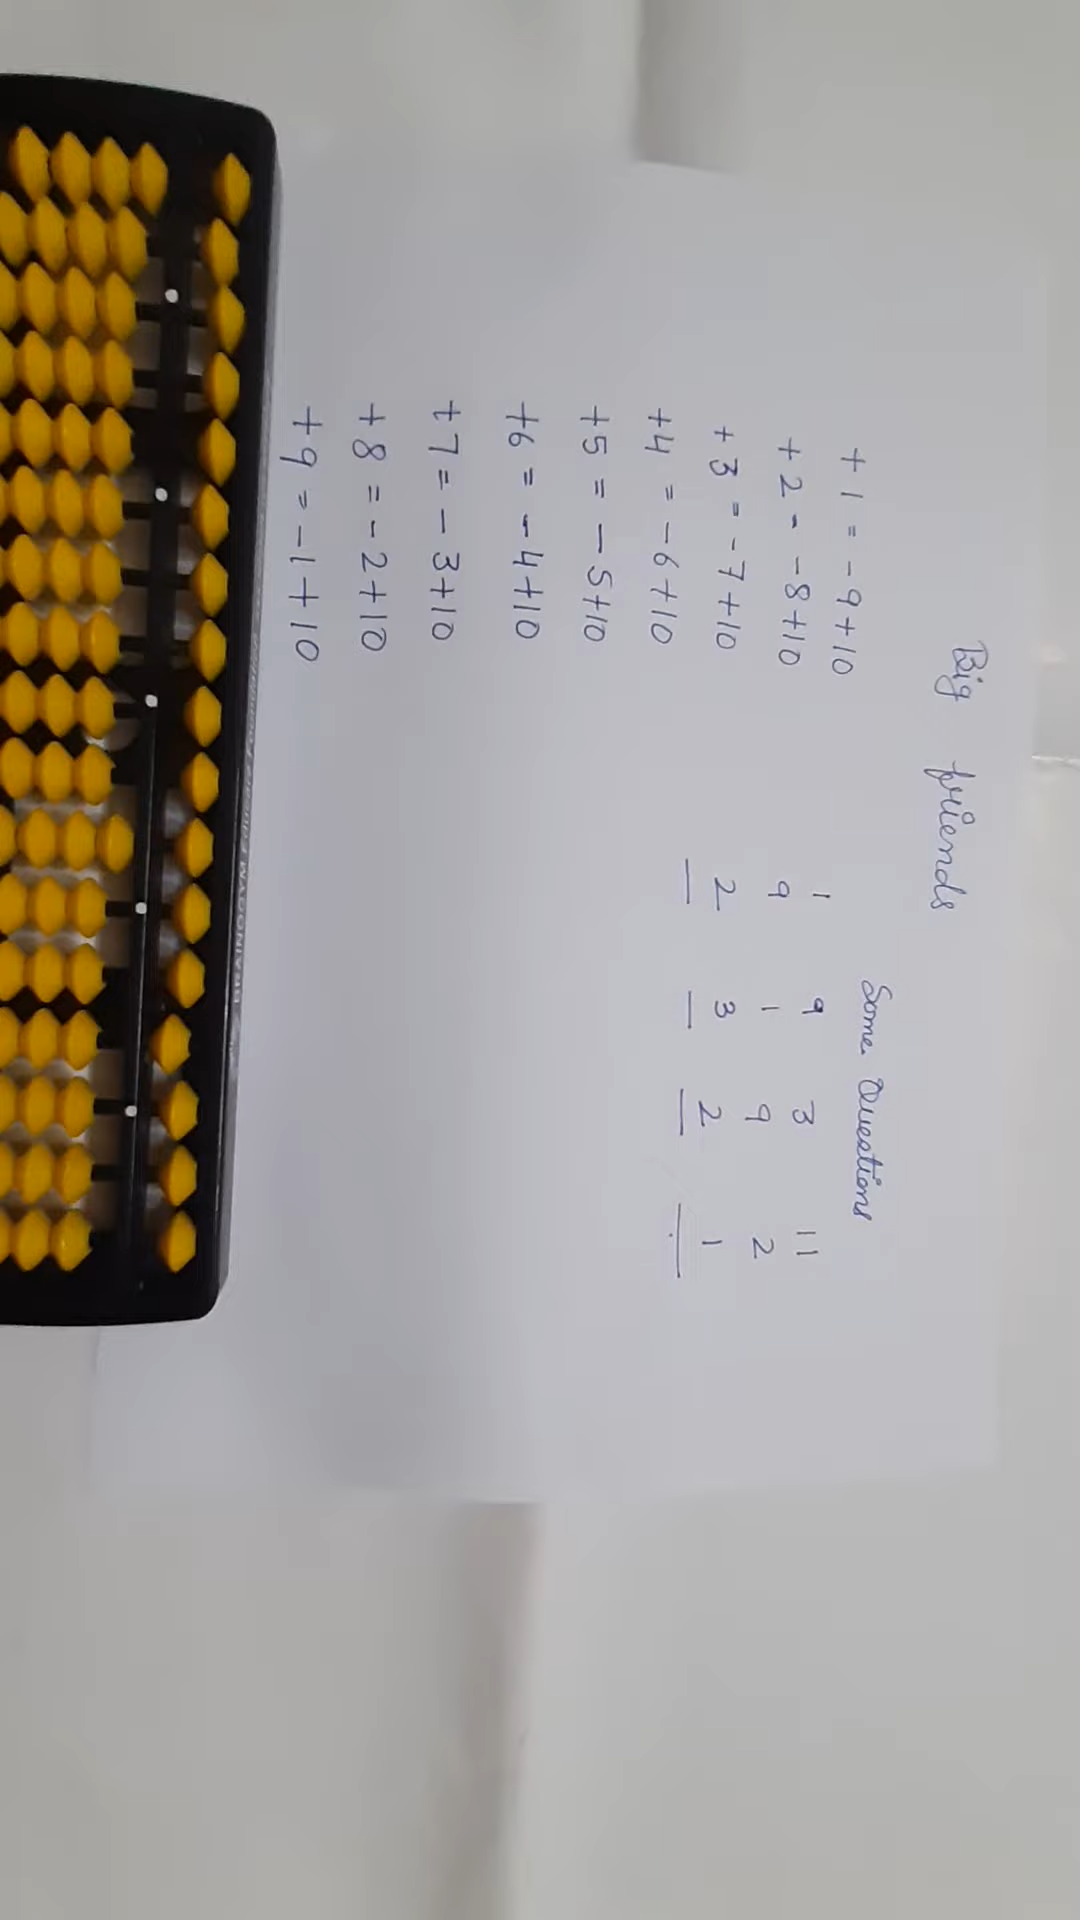 Big friends
Some Questions
+1 = -9+10
+2 = -8+10
+3 = -7+10
+4 = -6+10
+5 = -5+10
+6 = -4+10
+7 = -3+10
+8 = -2+10
+9 = -1+10
1 9 3 11
9 1 9 2
2 3 2 1
BRAINOGYM